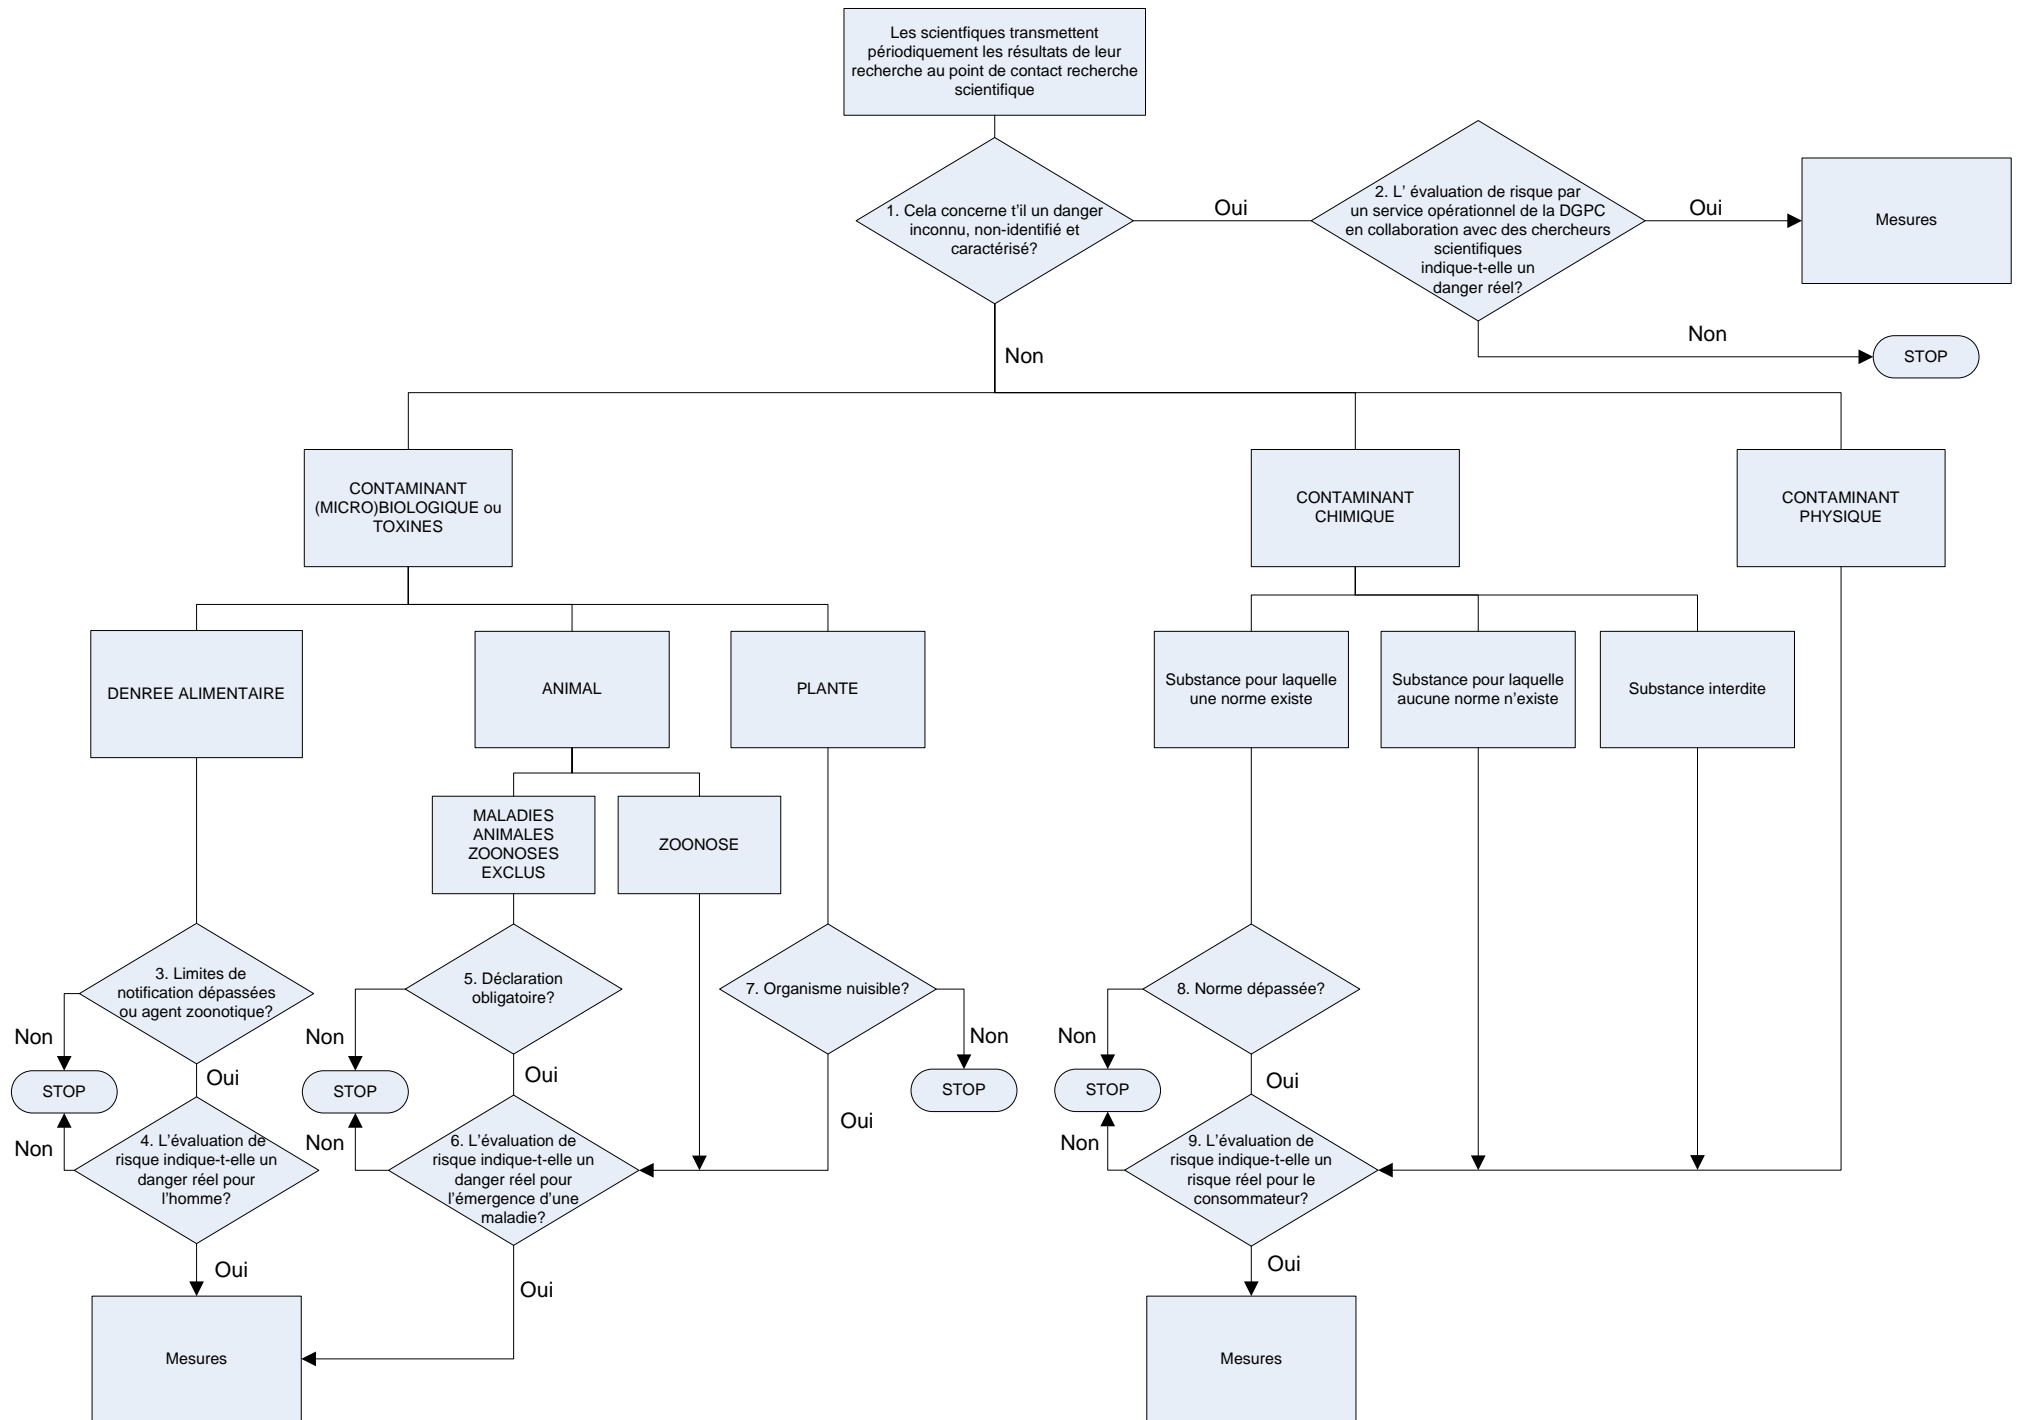 Les scientfiques transmettent
périodiquement les résultats de leur
recherche au point de contact recherche
scientifique
1. Cela concerne t'il un danger
inconnu, non-identifié et
caractérisé?
Oui
2. L' évaluation de risque par
un service opérationnel de la DGPC
en collaboration avec des chercheurs
scientifiques
indique-t-elle un
danger réel?
Oui
Mesures
Non
STOP
Non
CONTAMINANT
(MICRO)BIOLOGIQUE ou
TOXINES
CONTAMINANT
CHIMIQUE
CONTAMINANT
PHYSIQUE
DENREE ALIMENTAIRE
ANIMAL
PLANTE
Substance pour laquelle
une norme existe
Substance pour laquelle
aucune norme n'existe
Substance interdite
MALADIES
ANIMALES
ZOONOSES
EXCLUS
ZOONOSE
3. Limites de
notification dépassées
ou agent zoonotique?
5. Déclaration
obligatoire?
7. Organisme nuisible?
8. Norme dépassée?
Non
Oui
STOP
Non
Oui
STOP
Non
STOP
Oui
Non
Oui
STOP
Non
4. L'évaluation de
risque indique-t-elle un
danger réel pour
l'homme?
Non
6. L'évaluation de
risque indique-t-elle un
danger réel pour
l'émergence d'une
maladie?
Non
9. L'évaluation de
risque indique-t-elle un
risque réel pour le
consommateur?
Oui
Oui
Oui
Mesures
Mesures